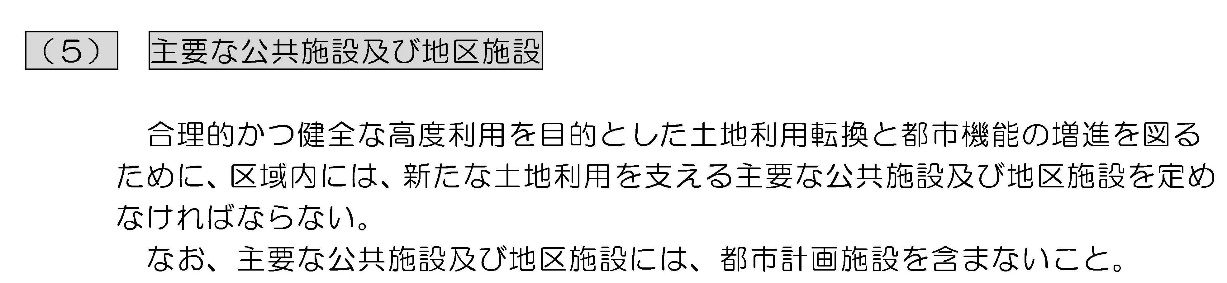 （５） 主要な公共施設及び地区施設
合理的かつ健全な高度利用を目的とした土地利用転換と都市機能の増進を図る
ために、区域内には、新たな土地利用を支える主要な公共施設及び地区施設を定め
なければならない。
なお、主要な公共施設及び地区施設には、都市計画施設を含まないこと。